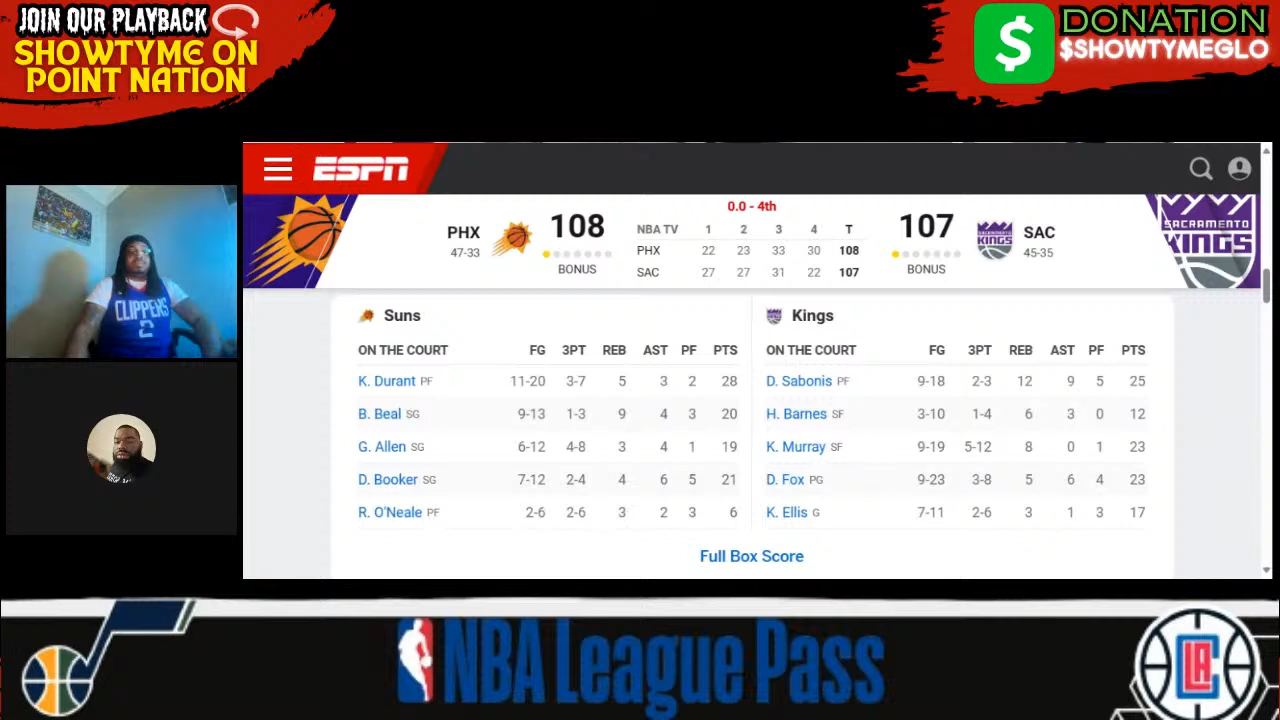 JOIN OUR PLAYBACK
SHOWTYME ON
POINT NATION
DONATION
$SHOWTYMEGLO
$
ESPN
0.0 - 4th
PHX 108 NBA TV 1 2 3 4 T 107 SAC
47-33 PHX 22 23 33 30 108 45-35
BONUS SAC 27 27 31 22 107 BONUS
SACRAMENTO
KINGS
SACRAMENTO
KINGS
CLIPPERS
2
Suns
ON THE COURT FG 3PT REB AST PF PTS
K. Durant PF 11-20 3-7 5 3 2 28
B. Beal SG 9-13 1-3 9 4 3 20
G. Allen SG 6-12 4-8 3 4 1 19
D. Booker SG 7-12 2-4 4 6 5 21
R. O'Neale PF 2-6 2-6 3 2 3 6
Kings
ON THE COURT FG 3PT REB AST PF PTS
D. Sabonis PF 9-18 2-3 12 9 5 25
H. Barnes SF 3-10 1-4 6 3 0 12
K. Murray SF 9-19 5-12 8 0 1 23
D. Fox PG 9-23 3-8 5 6 4 23
K. Ellis G 7-11 2-6 3 1 3 17
Full Box Score
NBA League Pass
LA